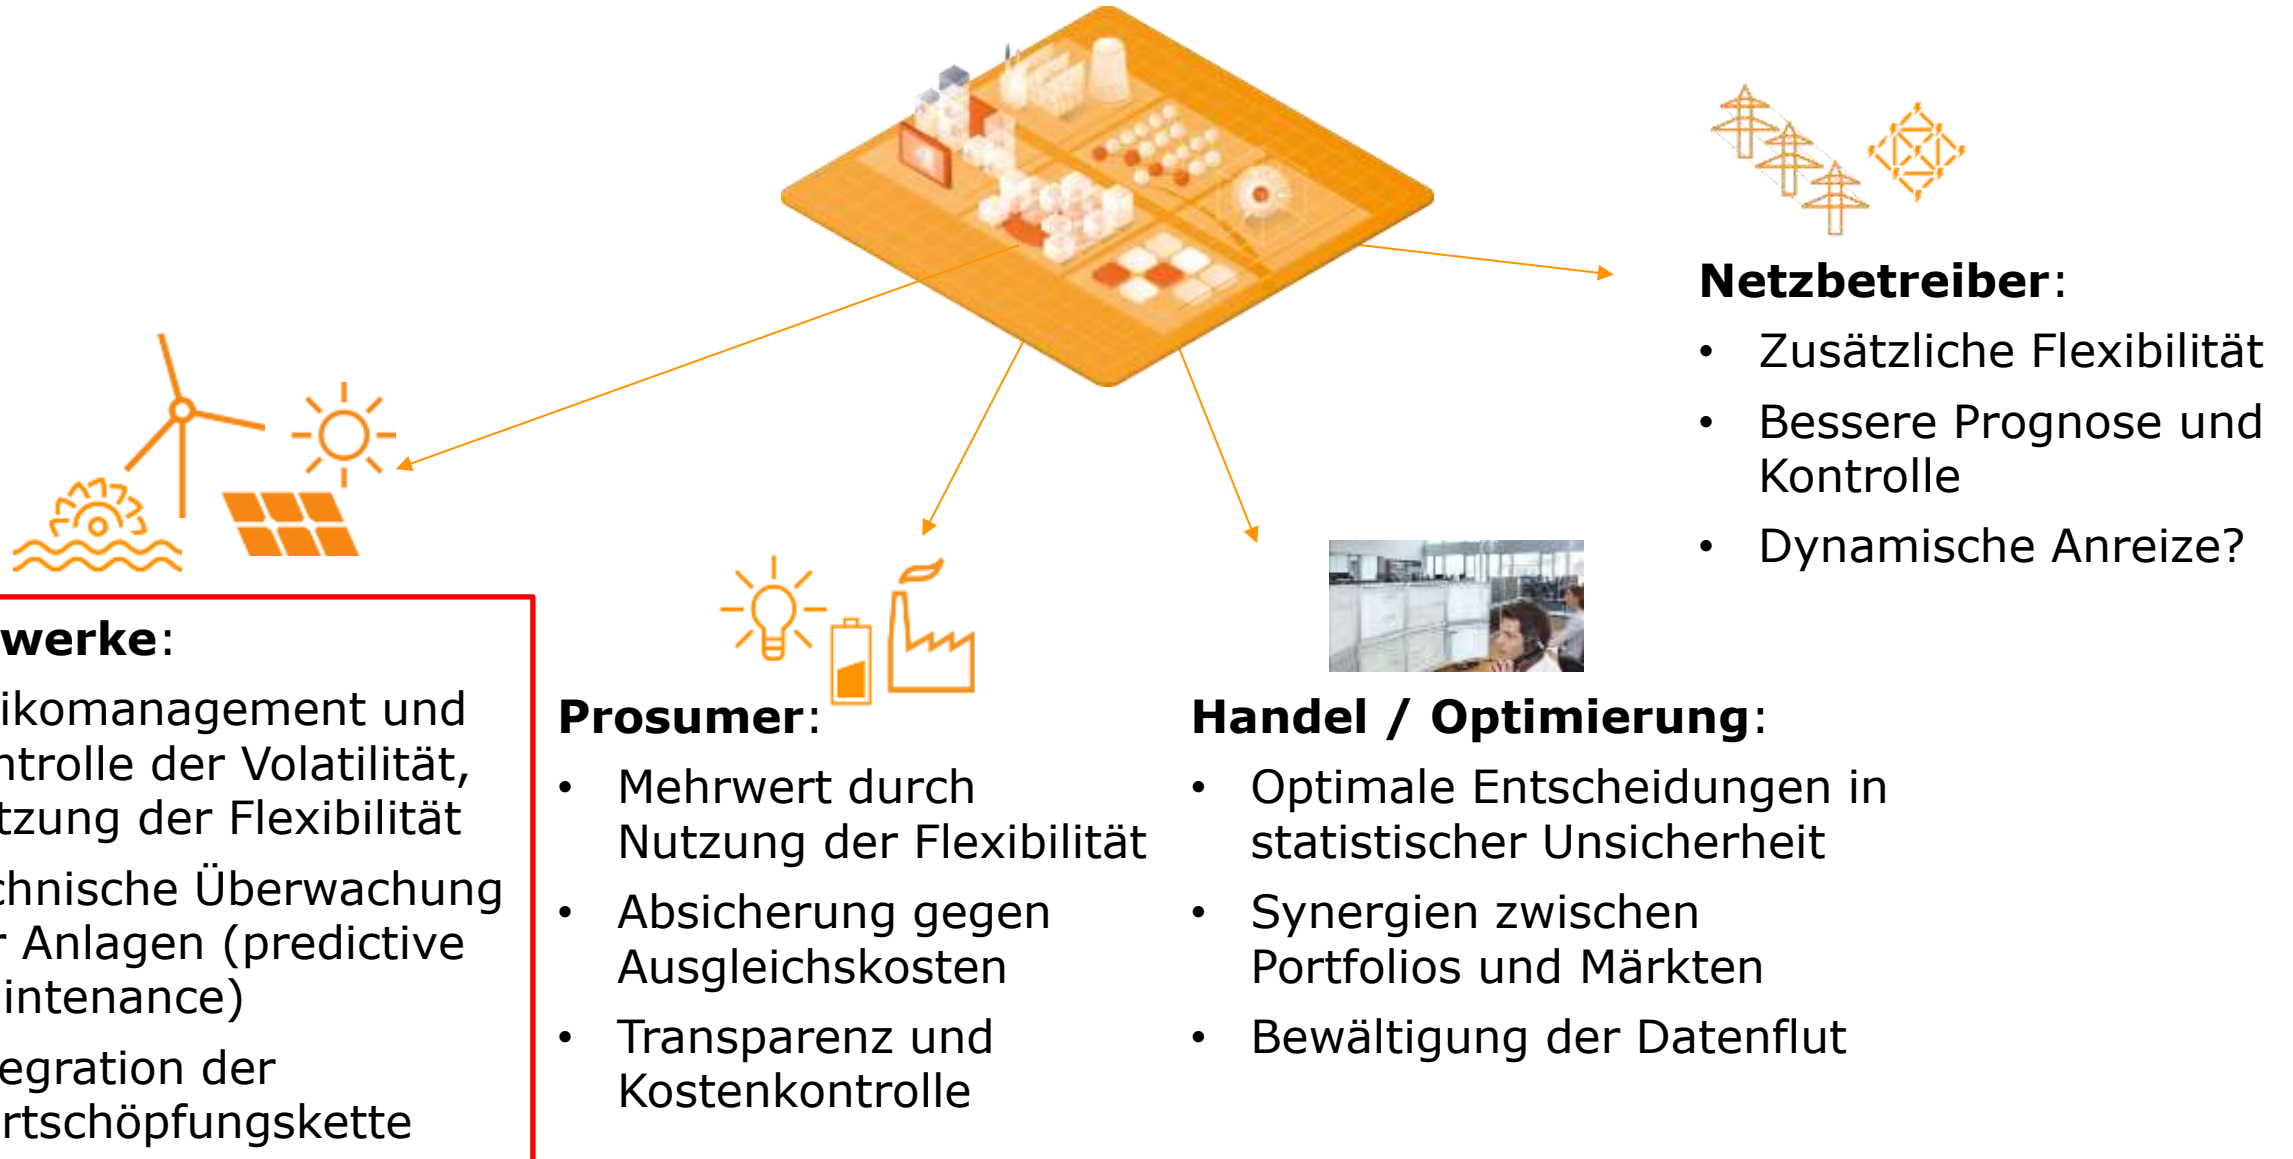 werke:
ikomanagement und
ntrolle der Volatilität,
tzung der Flexibilität
chnische Überwachung
r Anlagen (predictive
intenance)
egration der
rtschöpfungskette
Prosumer:
• Mehrwert durch
Nutzung der Flexibilität
• Absicherung gegen
Ausgleichskosten
• Transparenz und
Kostenkontrolle
Handel / Optimierung:
• Optimale Entscheidungen in
statistischer Unsicherheit
• Synergien zwischen
Portfolios und Märkten
• Bewältigung der Datenflut
Netzbetreiber:
• Zusätzliche Flexibilität
• Bessere Prognose und
Kontrolle
• Dynamische Anreize?